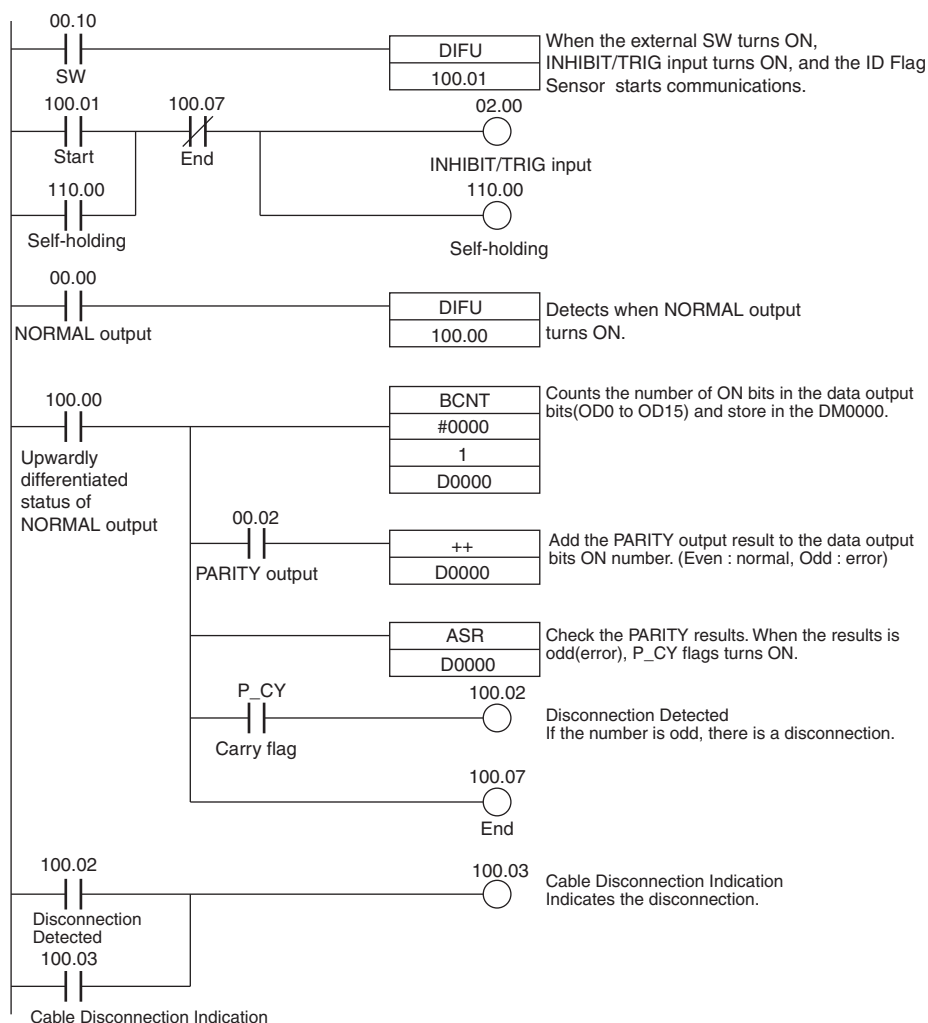 00.10
SW
DIFU
100.01
When the external SW turns ON,
INHIBIT/TRIG input turns ON, and the ID Flag
Sensor starts communications.
100.01
Start
100.07
End
02.00
INHIBIT/TRIG input
110.00
Self-holding
110.00
Self-holding
00.00
NORMAL output
DIFU
100.00
Detects when NORMAL output
turns ON.
100.00
Upwardly
differentiated
status of
NORMAL output
BCNT
#0000
1
D0000
Counts the number of ON bits in the data output
bits(OD0 to OD15) and store in the DM0000.
00.02
PARITY output
++
D0000
Add the PARITY output result to the data output
bits ON number. (Even : normal, Odd : error)
ASR
D0000
Check the PARITY results. When the results is
odd(error), P_CY flags turns ON.
P_CY
Carry flag
100.02
Disconnection Detected
If the number is odd, there is a disconnection.
100.07
End
100.02
Disconnection
Detected
100.03
Cable Disconnection Indication
Indicates the disconnection.
100.03
Cable Disconnection Indication